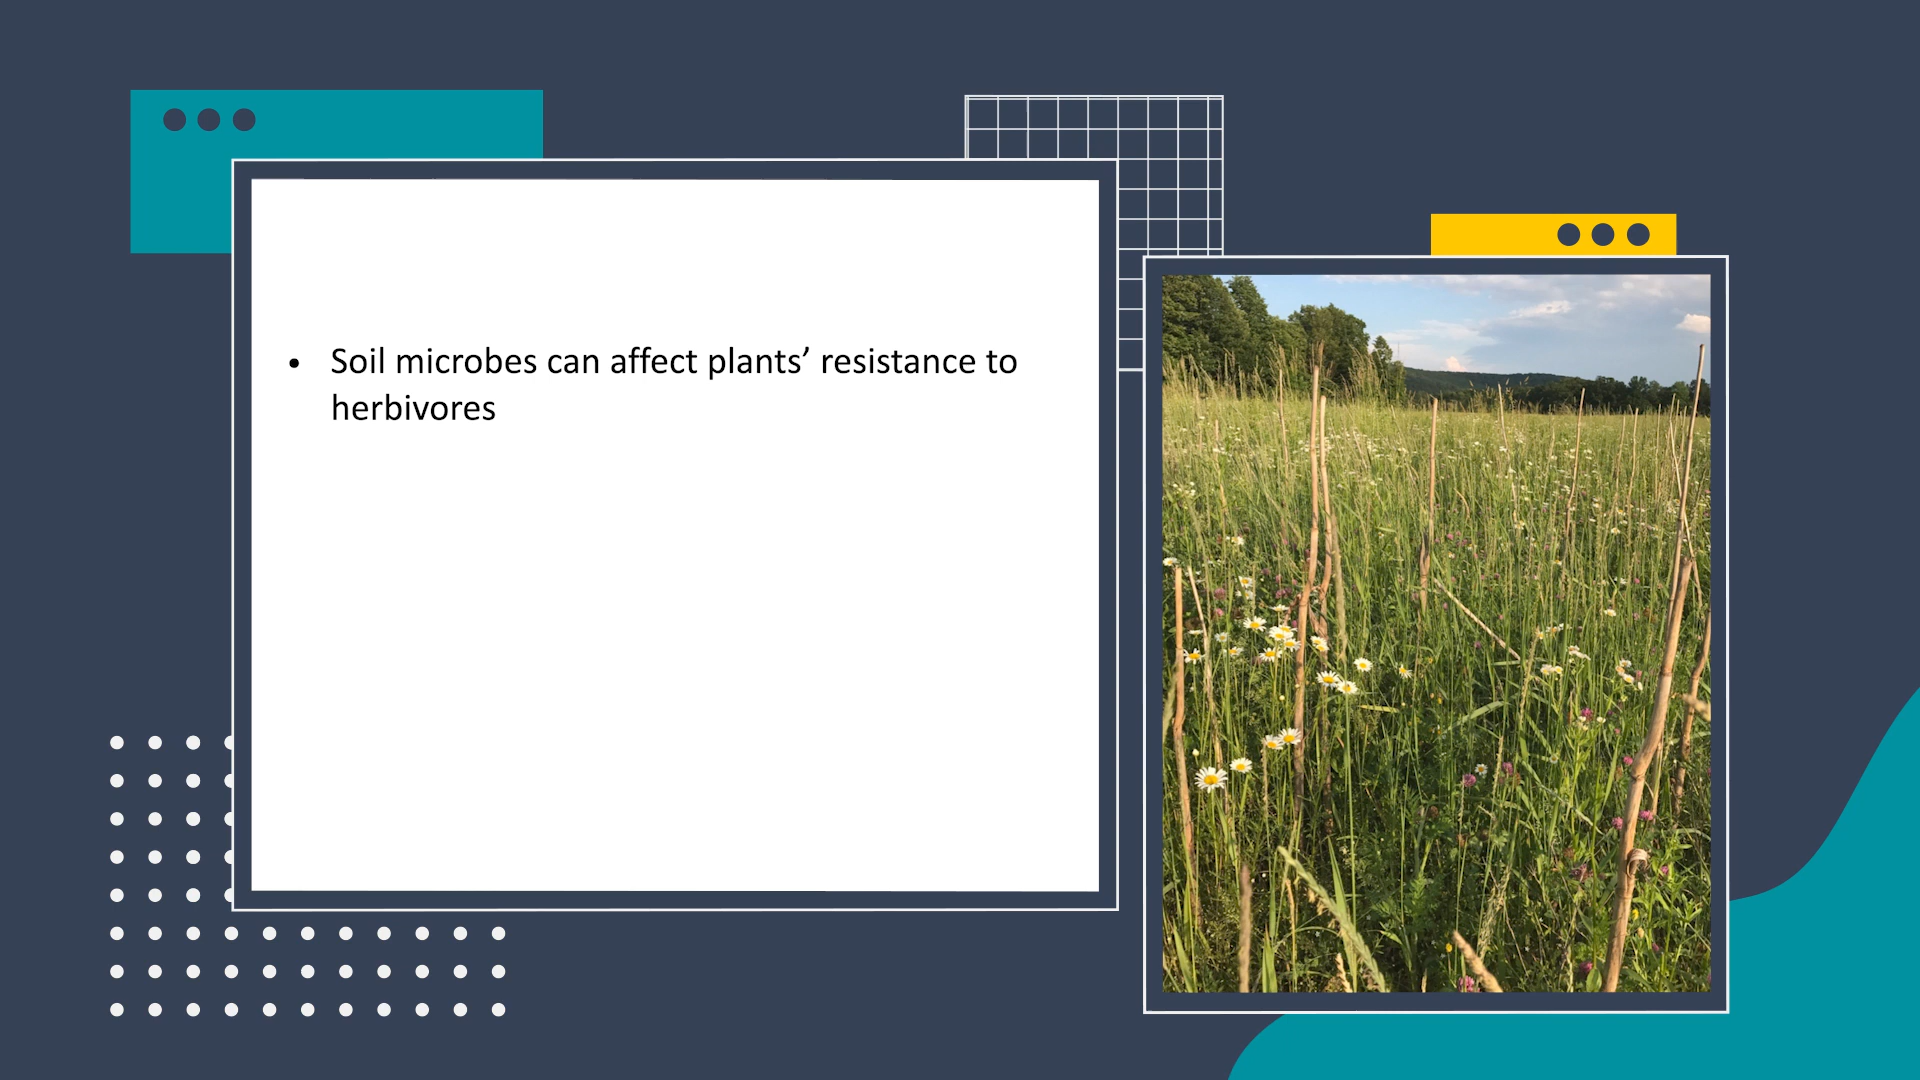 • Soil microbes can affect plants’ resistance to
herbivores